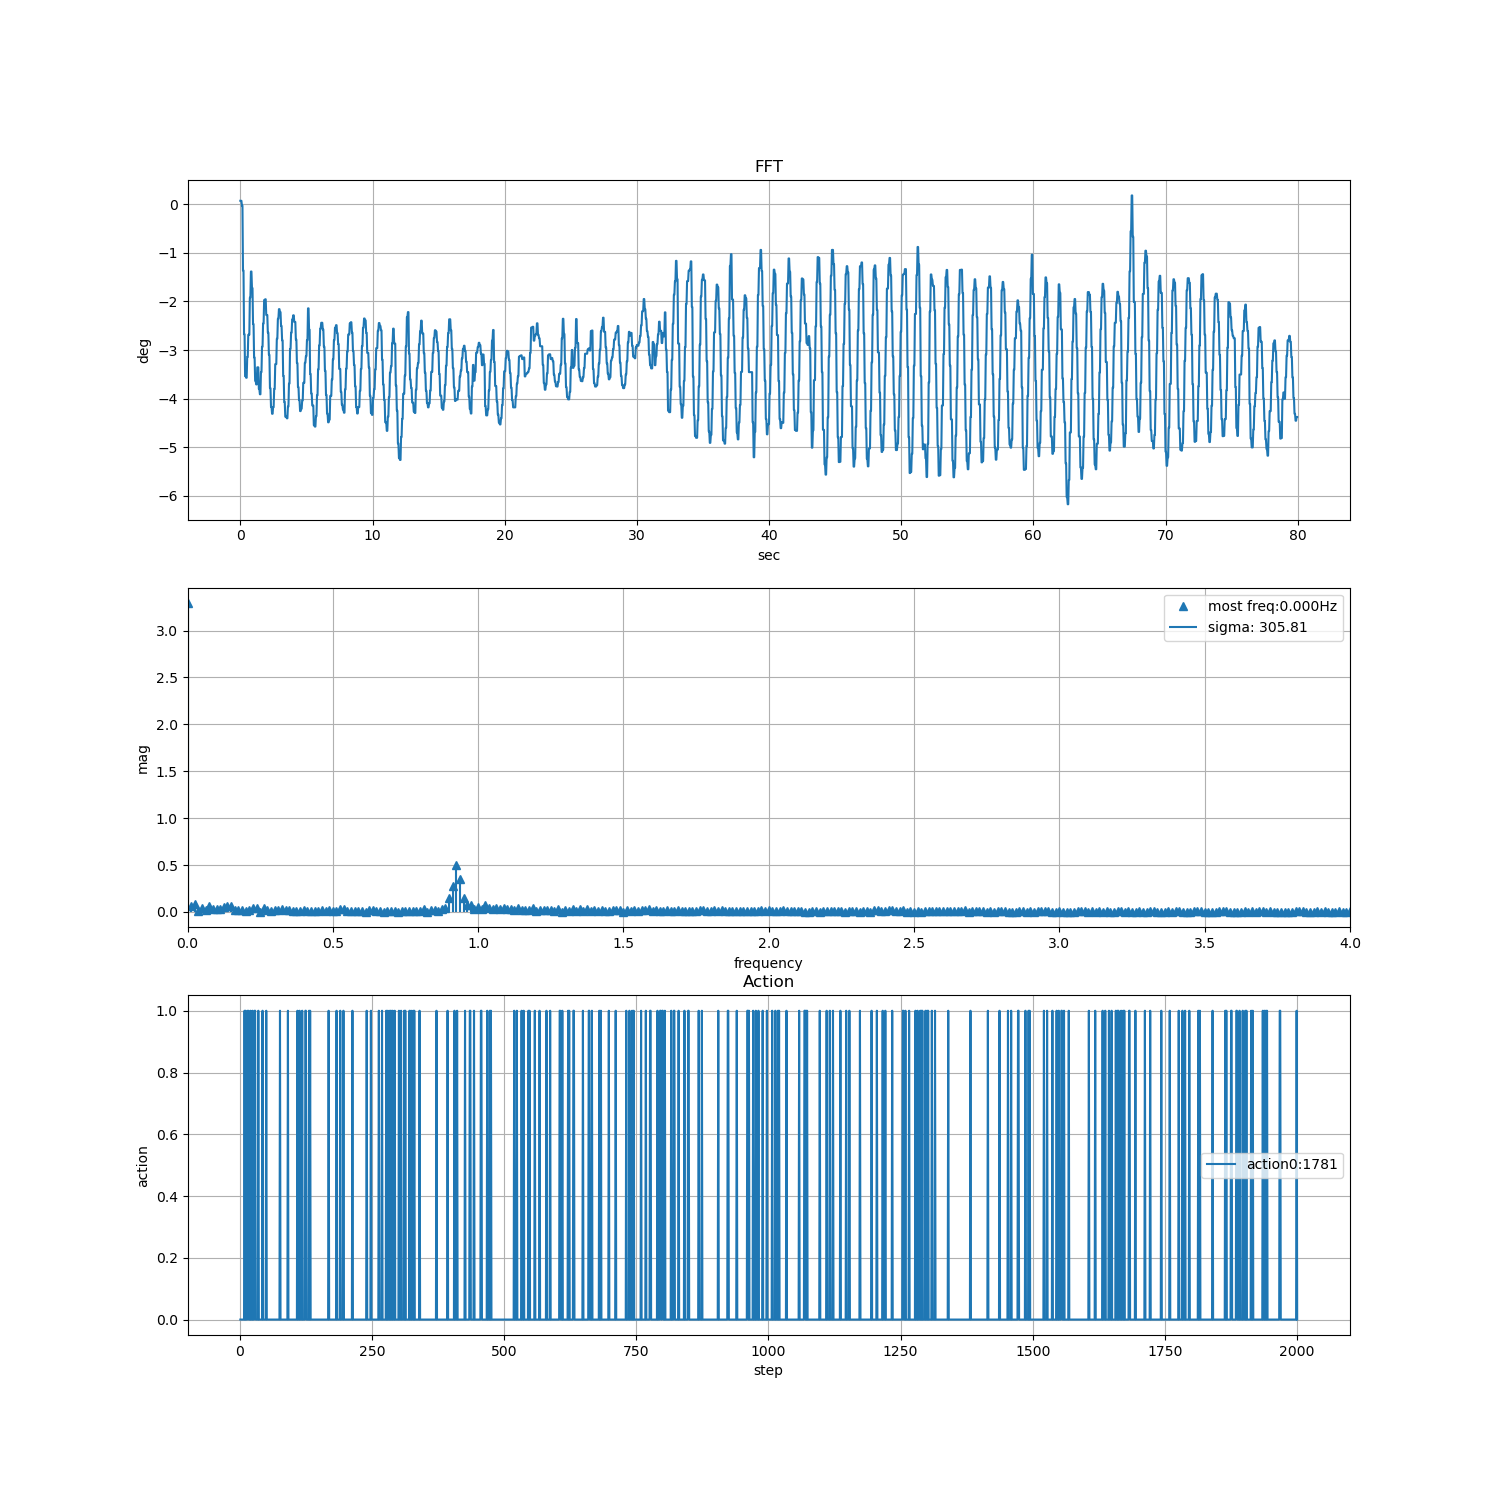 FFT
0
−1
−2
−3
−4
−5
−6
deg
0 10 20 30 40 50 60 70 80
sec
most freq:0.000Hz
sigma: 305.81
3.0
2.5
2.0
1.5
1.0
0.5
0.0
mag
0.0 0.5 1.0 1.5 2.0 2.5 3.0 3.5 4.0
frequency
Action
1.0
0.8
0.6
0.4
0.2
0.0
action
action0:1781
0 250 500 750 1000 1250 1500 1750 2000
step